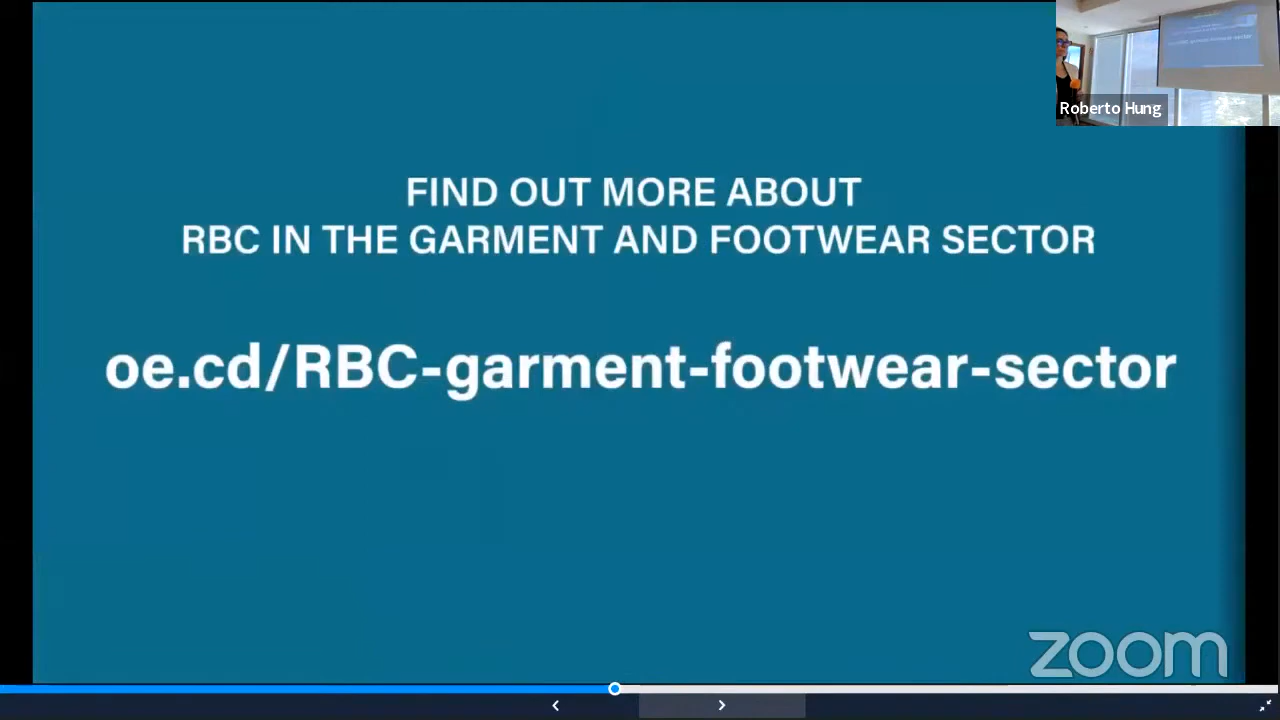 Roberto Hung
FIND OUT MORE ABOUT
RBC IN THE GARMENT AND FOOTWEAR SECTOR
oe.cd/RBC-garment-footwear-sector
zoom